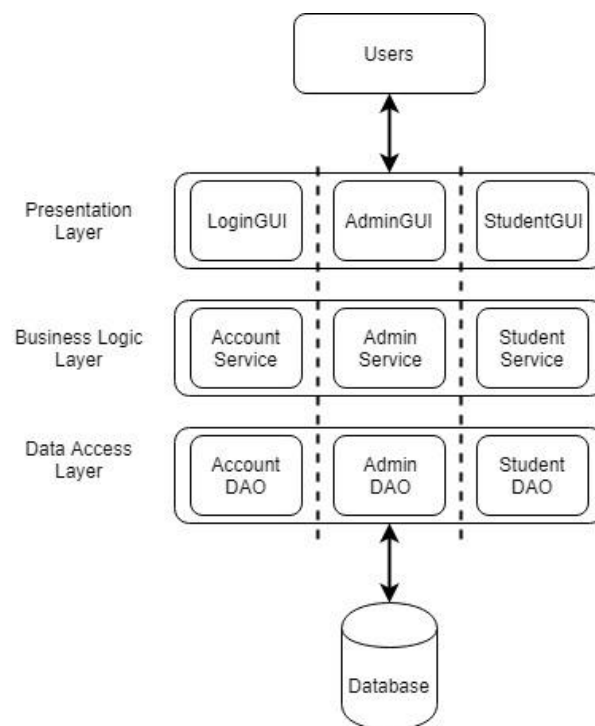 Users
Presentation
Layer
LoginGUI
AdminGUI
StudentGUI
Business Logic
Layer
Account
Service
Admin
Service
Student
Service
Data Access
Layer
Account
DAO
Admin
DAO
Student
DAO
Database